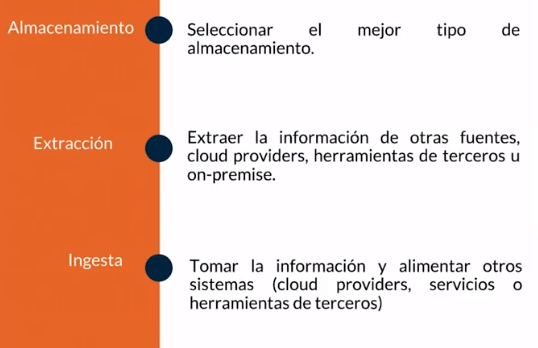 Almacenamiento
Seleccionar el mejor tipo de
almacenamiento.
Extracción
Extraer la información de otras fuentes,
cloud providers, herramientas de terceros u
on-premise.
Ingesta
Tomar la información y alimentar otros
sistemas (cloud providers, servicios o
herramientas de terceros)